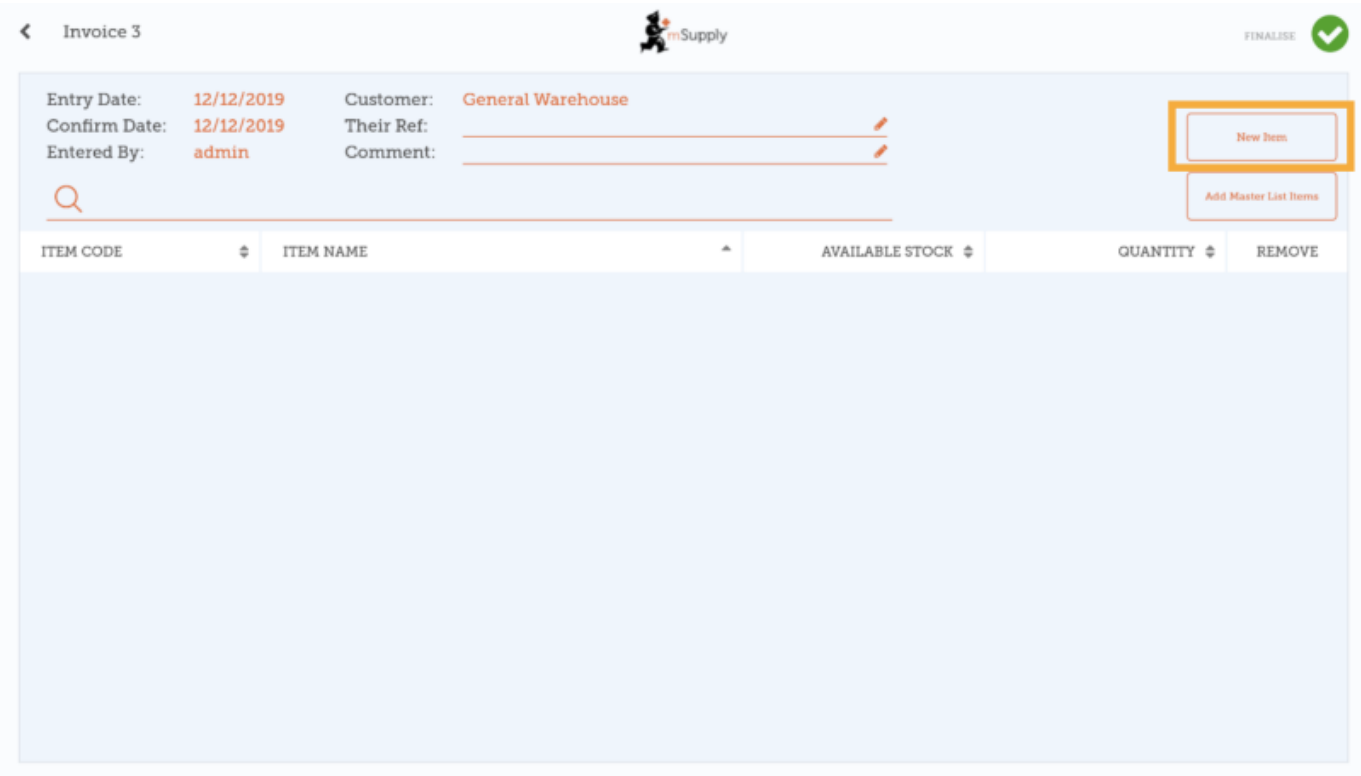 Invoice 3
mSupply
FINALISE
Entry Date: 12/12/2019 Customer: General Warehouse
Confirm Date: 12/12/2019 Their Ref:
Entered By: admin Comment:
New Item
Add Master List Items
ITEM CODE ITEM NAME AVAILABLE STOCK QUANTITY REMOVE